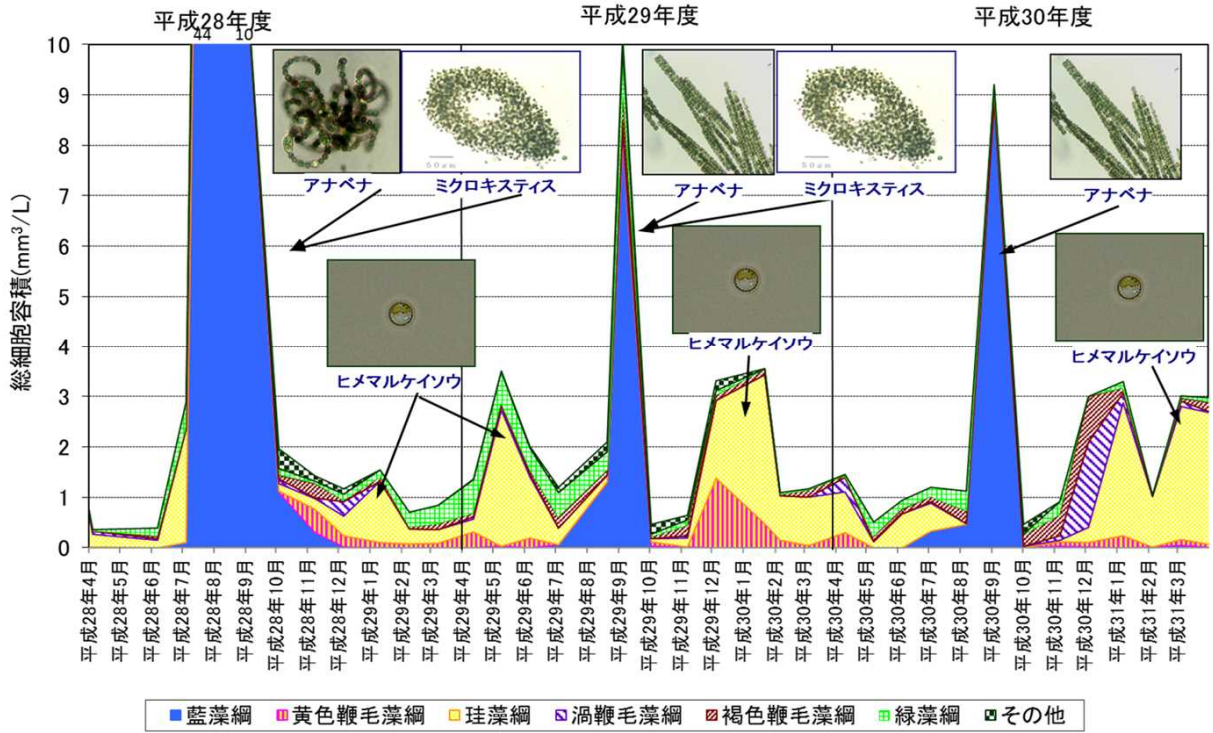 平成28年度
平成29年度
平成30年度
44
10
10
9
8
7
6
5
4
3
2
1
0
総細胞容積(mm³/L)
アナベナ
ミクロキスティス
アナベナ
ミクロキスティス
アナベナ
50μm
50μm
ヒメマルケイソウ
ヒメマルケイソウ
ヒメマルケイソウ
平成28年4月
平成28年5月
平成28年6月
平成28年7月
平成28年8月
平成28年9月
平成28年10月
平成28年11月
平成28年12月
平成29年1月
平成29年2月
平成29年3月
平成29年4月
平成29年5月
平成29年6月
平成29年7月
平成29年8月
平成29年9月
平成29年10月
平成29年11月
平成29年12月
平成30年1月
平成30年2月
平成30年3月
平成30年4月
平成30年5月
平成30年6月
平成30年7月
平成30年8月
平成30年9月
平成30年10月
平成30年11月
平成30年12月
平成31年1月
平成31年2月
平成31年3月
藍藻綱 黄色鞭毛藻綱 珪藻綱 渦鞭毛藻綱 褐色鞭毛藻綱 緑藻綱 その他